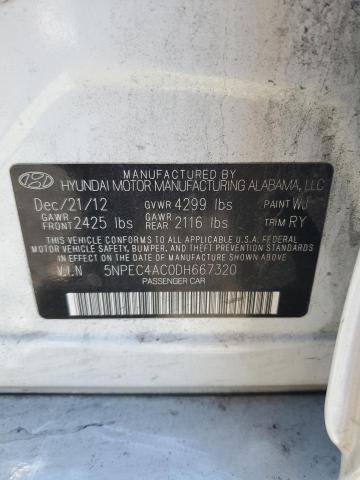 MANUFACTURED BY
HYUNDAI MOTOR MANUFACTURING ALABAMA, LLC
Dec/21/12 GVWR 4299 lbs PAINT WJ
GAWR FRONT 2425 lbs GAWR REAR 2116 lbs TRIM RY
THIS VEHICLE CONFORMS TO ALL APPLICABLE U.S. FEDERAL
MOTOR VEHICLE SAFETY, BUMPER, AND THEFT PREVENTION
STANDARDS IN EFFECT ON THE DATE OF MANUFACTURE SHOWN ABOVE.
V.I.N 5NPEC4AC0DH667320
PASSENGER CAR